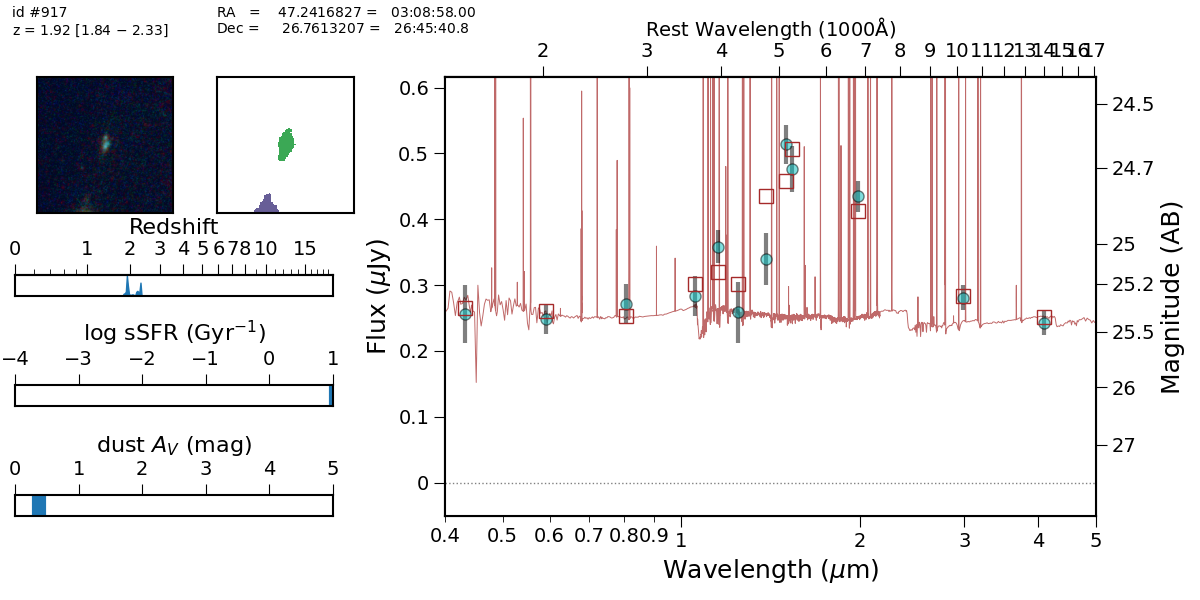 id #917
z = 1.92 [1.84 − 2.33]
RA = 47.2416827 = 03:08:58.00
Dec = 26.7613207 = 26:45:40.8
Redshift
0 1 2 3 4 5 6 7 8 10 15
log sSFR (Gyr⁻¹)
−4 −3 −2 −1 0 1
dust A_V (mag)
0 1 2 3 4 5
Rest Wavelength (1000Å)
2 3 4 5 6 7 8 9 10 11 12 13 14 15 16 17
Flux (μJy)
0.6
0.5
0.4
0.3
0.2
0.1
0
24.5
24.7
25
25.2
25.5
26
27
Magnitude (AB)
0.4 0.5 0.6 0.7 0.8 0.9 1 2 3 4 5
Wavelength (μm)